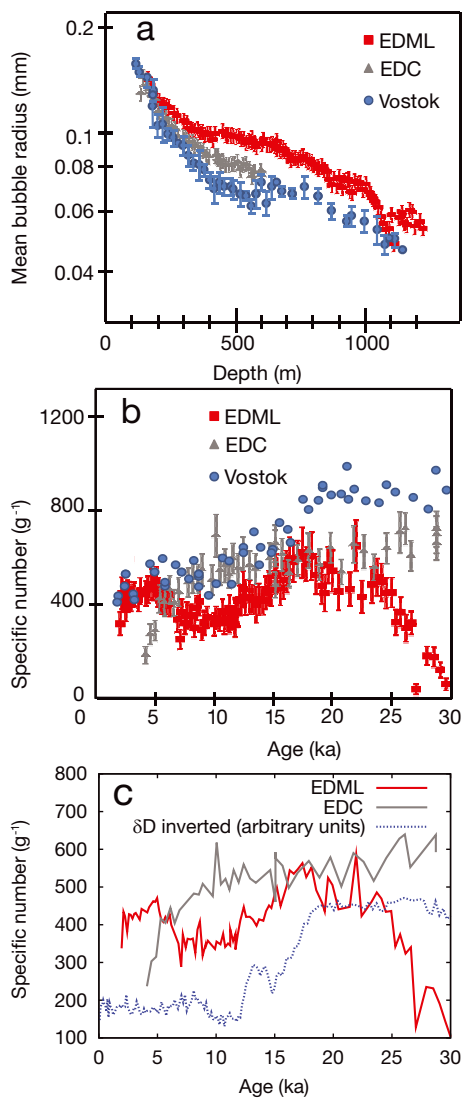 a
EDML
EDC
Vostok
Mean bubble radius (mm)
0.2
0.1
0.08
0.06
0.04
0 500 1000
Depth (m)
b
EDML
EDC
Vostok
Specific number (g-1)
1200
800
400
0
0 5 10 15 20 25 30
Age (ka)
c
EDML
EDC
δD inverted (arbitrary units)
Specific number (g-1)
800
700
600
500
400
300
200
100
0 5 10 15 20 25 30
Age (ka)